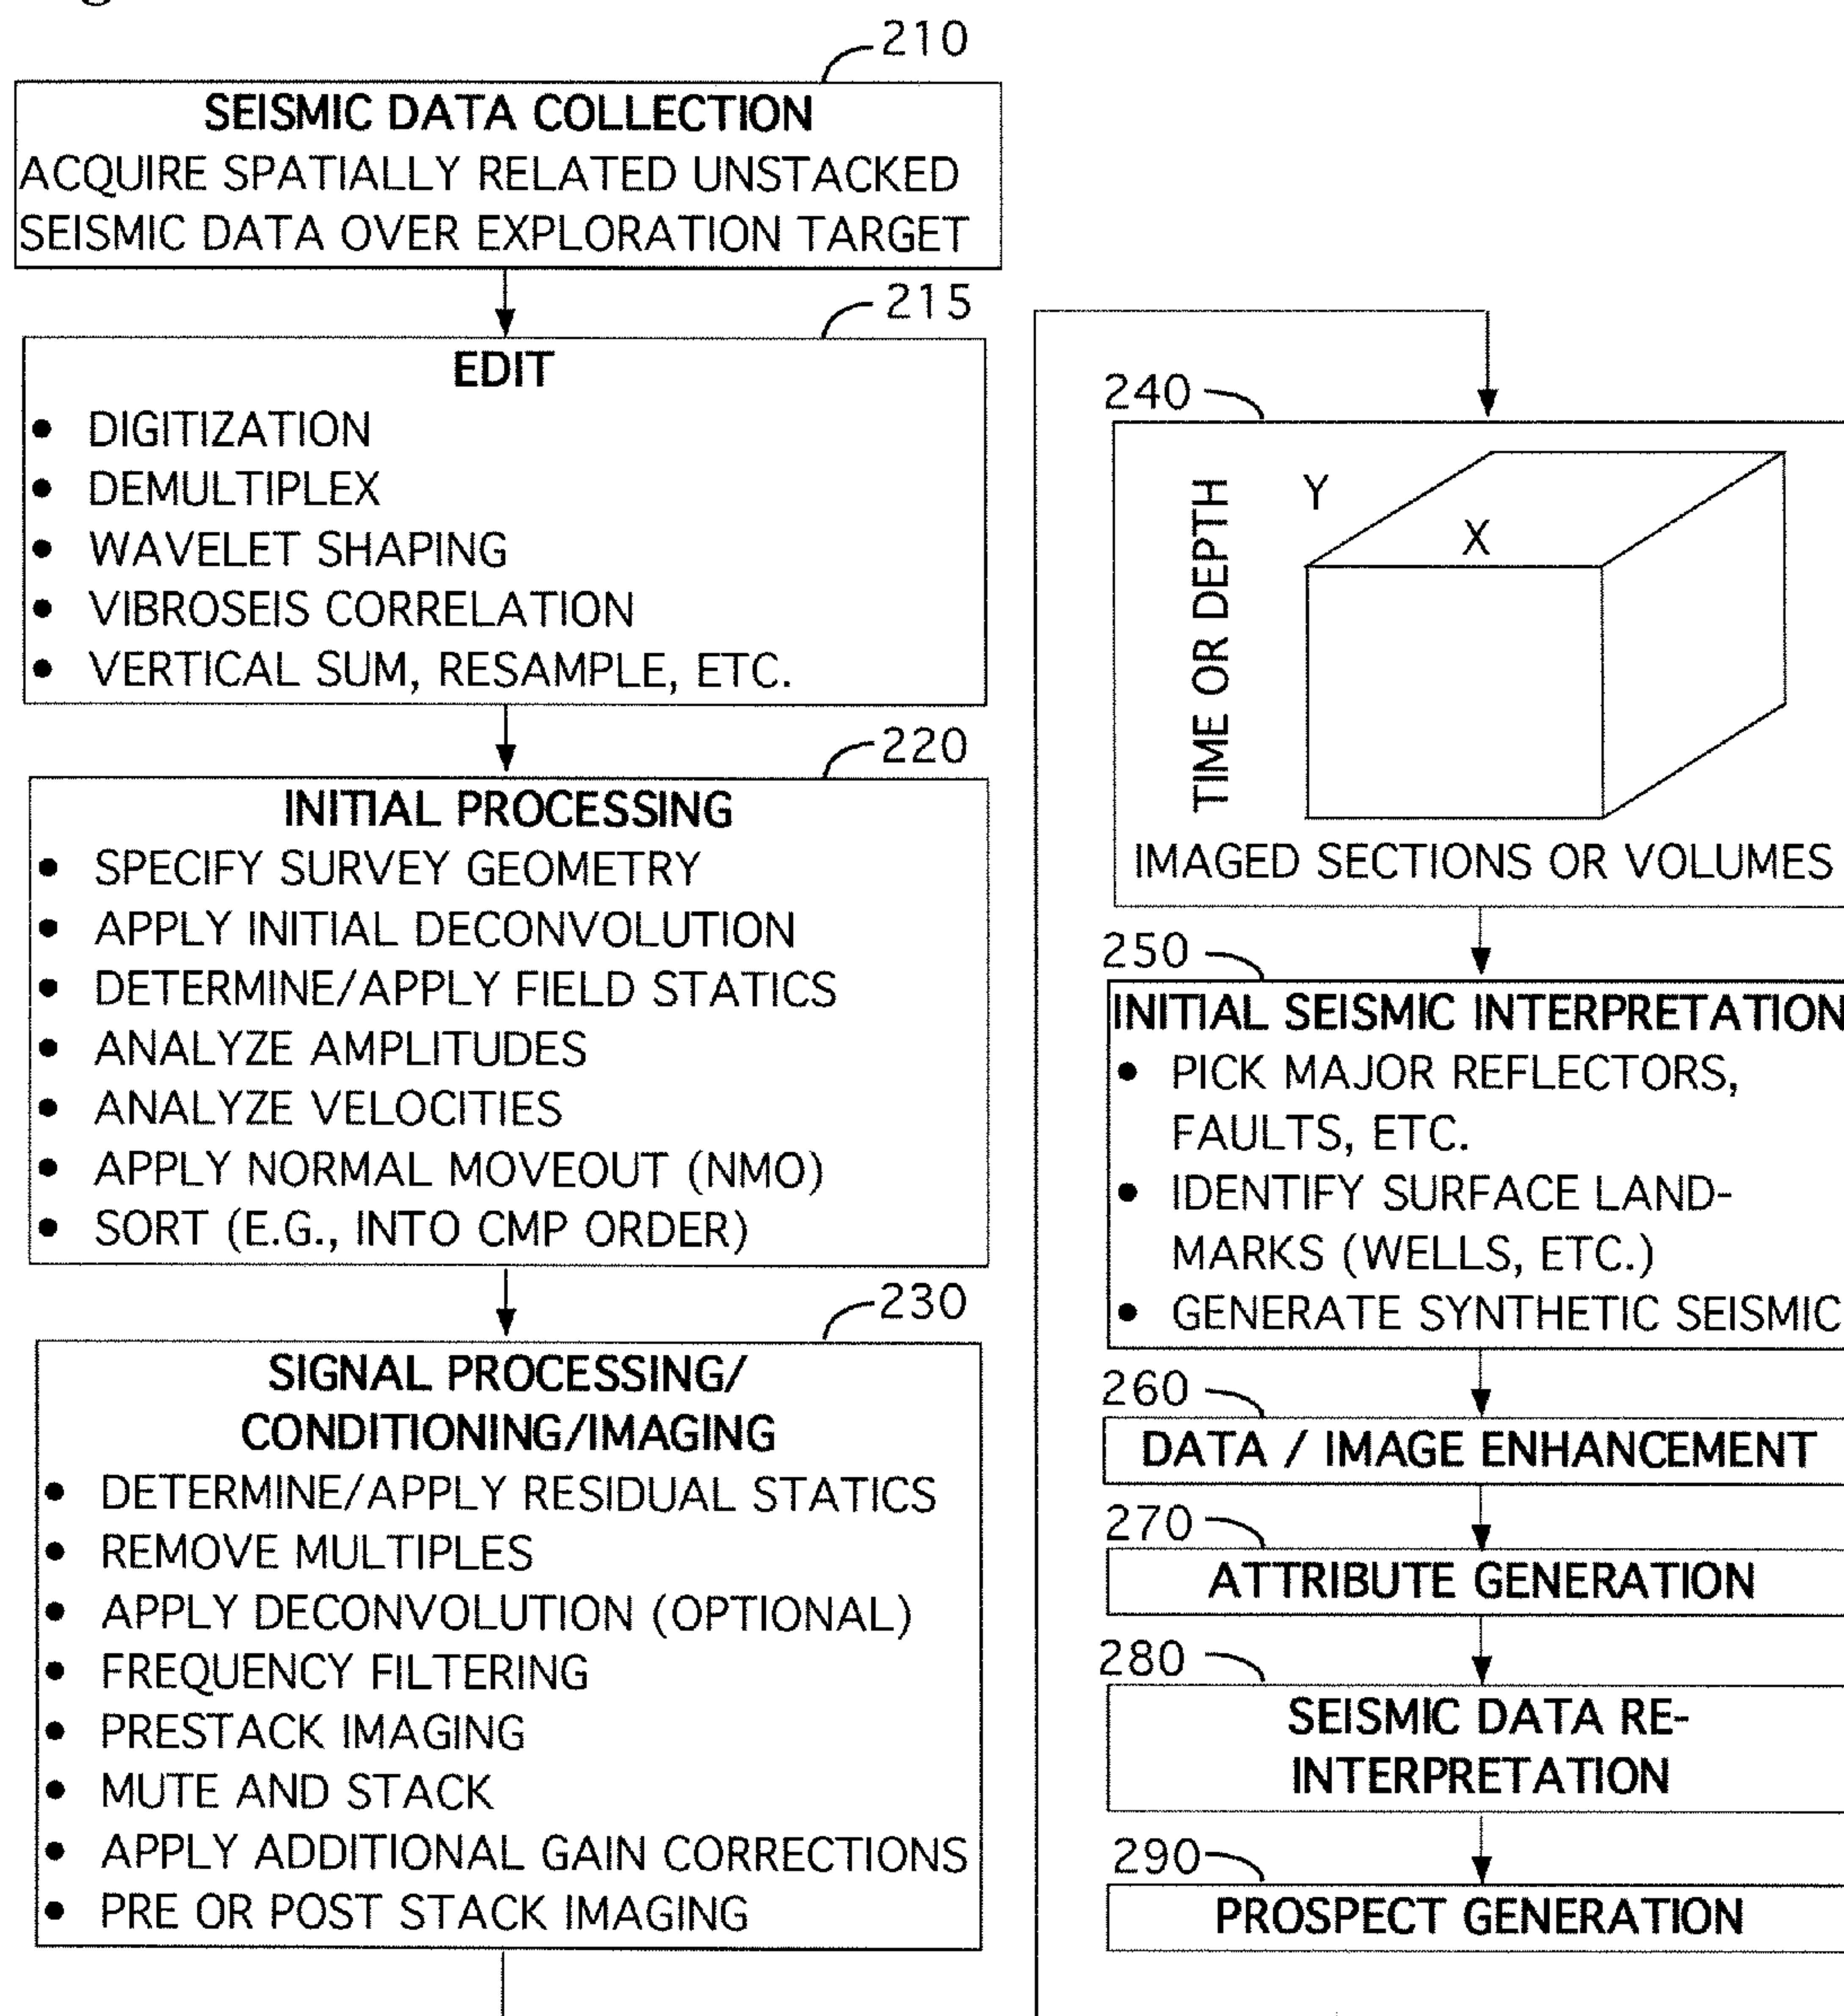 210
SEISMIC DATA COLLECTION
ACQUIRE SPATIALLY RELATED UNSTACKED
SEISMIC DATA OVER EXPLORATION TARGET
215
EDIT
• DIGITIZATION
• DEMULTIPLEX
• WAVELET SHAPING
• VIBROSEIS CORRELATION
• VERTICAL SUM, RESAMPLE, ETC.
220
INITIAL PROCESSING
• SPECIFY SURVEY GEOMETRY
• APPLY INITIAL DECONVOLUTION
• DETERMINE/APPLY FIELD STATICS
• ANALYZE AMPLITUDES
• ANALYZE VELOCITIES
• APPLY NORMAL MOVEOUT (NMO)
• SORT (E.G., INTO CMP ORDER)
230
SIGNAL PROCESSING/
CONDITIONING/IMAGING
• DETERMINE/APPLY RESIDUAL STATICS
• REMOVE MULTIPLES
• APPLY DECONVOLUTION (OPTIONAL)
• FREQUENCY FILTERING
• PRESTACK IMAGING
• MUTE AND STACK
• APPLY ADDITIONAL GAIN CORRECTIONS
• PRE OR POST STACK IMAGING
240
TIME OR DEPTH
Y
X
IMAGED SECTIONS OR VOLUMES
250
INITIAL SEISMIC INTERPRETATION
• PICK MAJOR REFLECTORS,
FAULTS, ETC.
• IDENTIFY SURFACE LAND-
MARKS (WELLS, ETC.)
• GENERATE SYNTHETIC SEISMIC
260
DATA / IMAGE ENHANCEMENT
270
ATTRIBUTE GENERATION
280
SEISMIC DATA RE-
INTERPRETATION
290
PROSPECT GENERATION